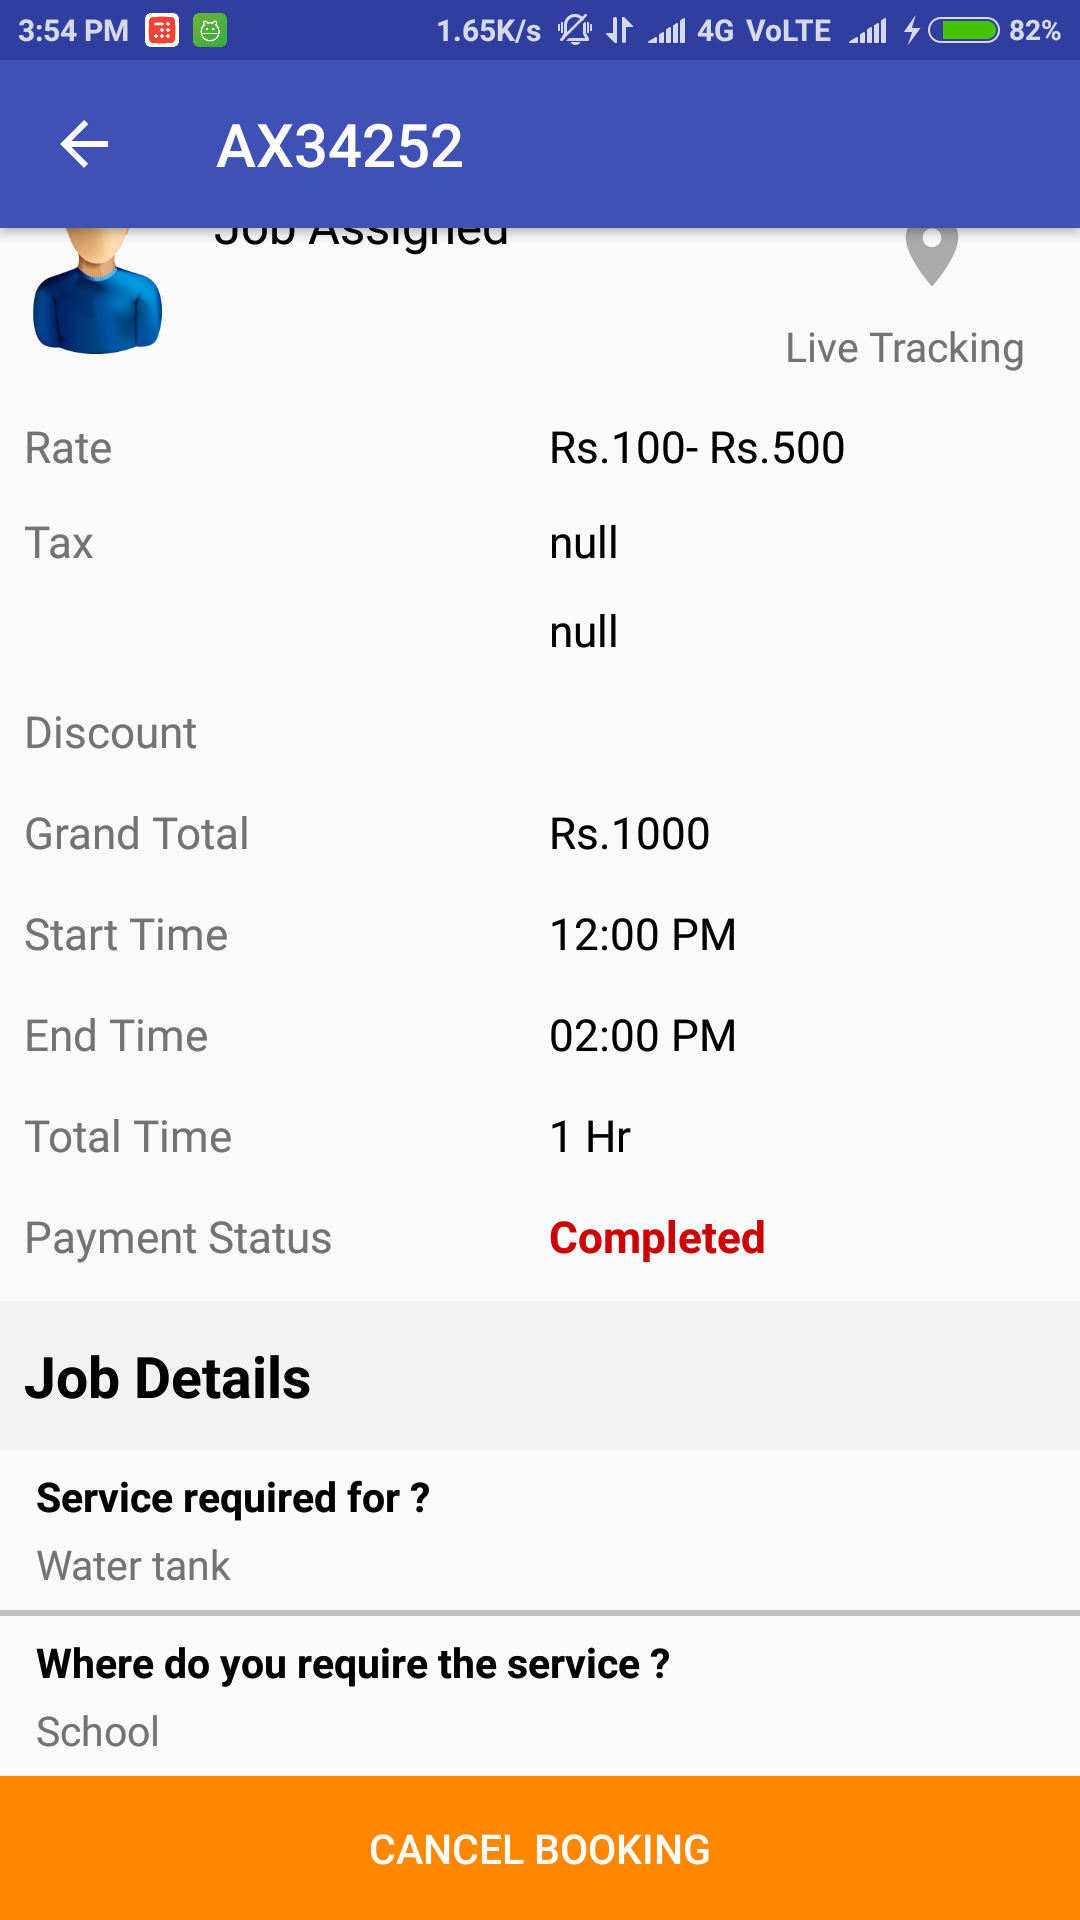 3:54 PM 1.65K/s 4G VoLTE 82%
AX34252
Job Assigned
Live Tracking
Rate Rs.100- Rs.500
Tax null
null
Discount
Grand Total Rs.1000
Start Time 12:00 PM
End Time 02:00 PM
Total Time 1 Hr
Payment Status Completed
Job Details
Service required for ?
Water tank
Where do you require the service ?
School
CANCEL BOOKING